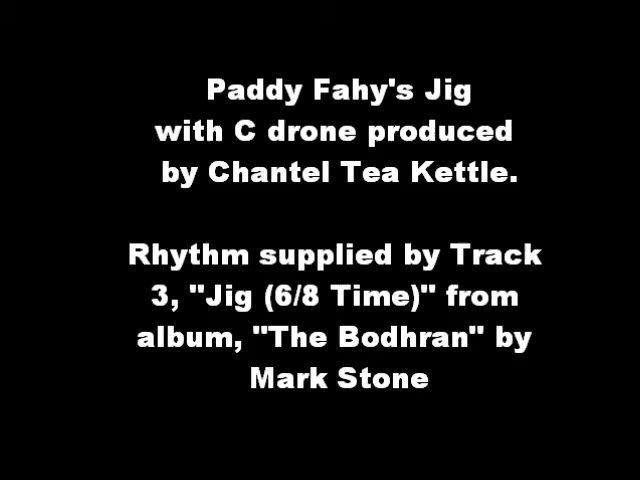 Paddy Fahy's Jig
with C drone produced
by Chantel Tea Kettle.
Rhythm supplied by Track
3, "Jig (6/8 Time)" from
album, "The Bodhran" by
Mark Stone